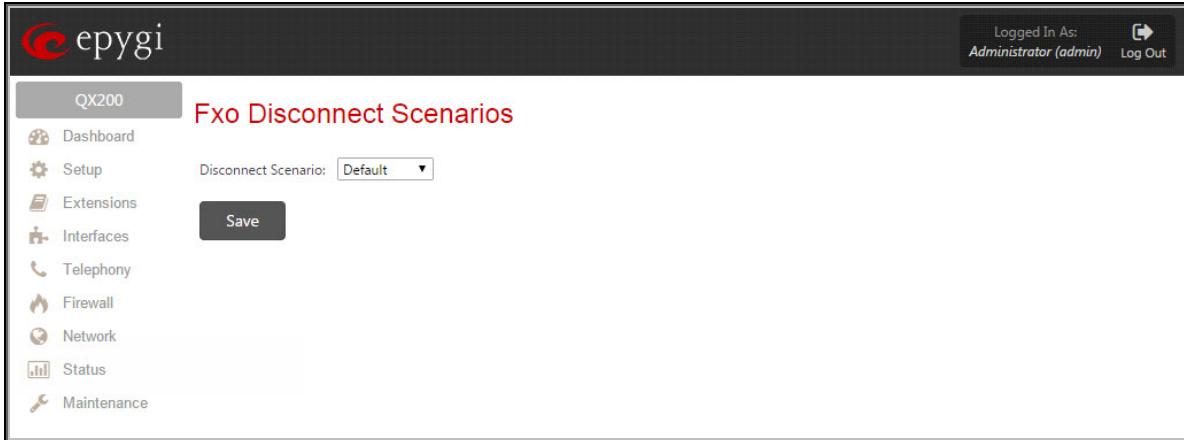 epygi
Logged In As:
Administrator (admin)
Log Out
QX200
Dashboard
Setup
Extensions
Interfaces
Telephony
Firewall
Network
Status
Maintenance
Fxo Disconnect Scenarios
Disconnect Scenario: Default
Save